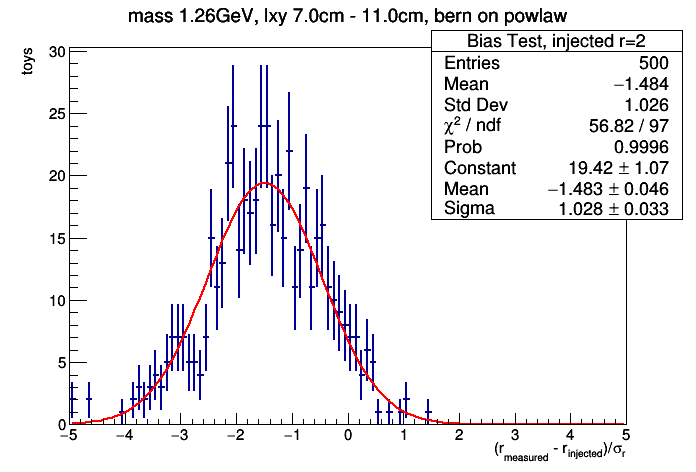 mass 1.26GeV, lxy 7.0cm - 11.0cm, bern on powlaw
Bias Test, injected r=2
Entries 500
Mean −1.484
Std Dev 1.026
χ² / ndf 56.82 / 97
Prob 0.9996
Constant 19.42 ± 1.07
Mean −1.483 ± 0.046
Sigma 1.028 ± 0.033
toys
30
25
20
15
10
5
0
−5 −4 −3 −2 −1 0 1 2 3 4 5
(r_measured - r_injected)/σ_r